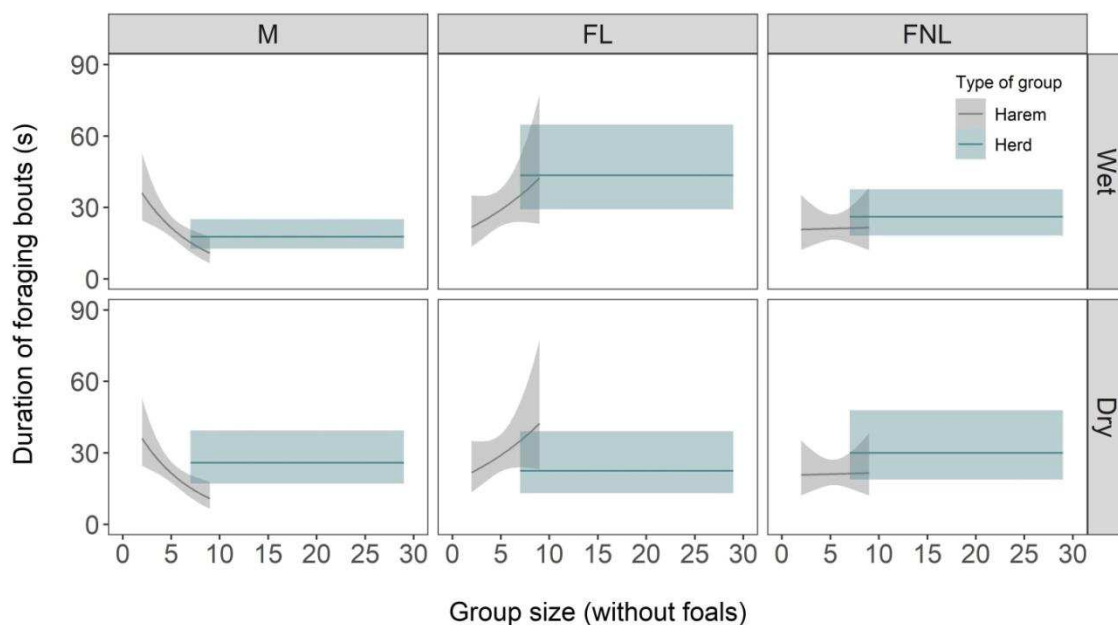 M FL FNL
90
60
30
0
Wet
Type of group
Harem
Herd
90
60
30
0
Dry
0 5 10 15 20 25 30 0 5 10 15 20 25 30 0 5 10 15 20 25 30
Duration of foraging bouts (s)
Group size (without foals)